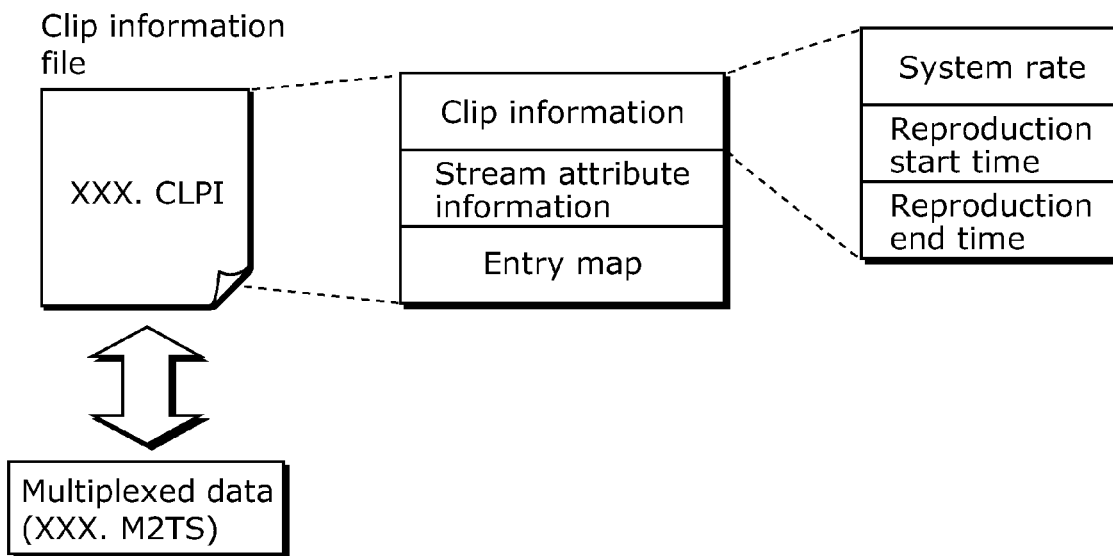 Clip information
file
XXX. CLPI
Clip information
Stream attribute
information
Entry map
System rate
Reproduction
start time
Reproduction
end time
Multiplexed data
(XXX. M2TS)